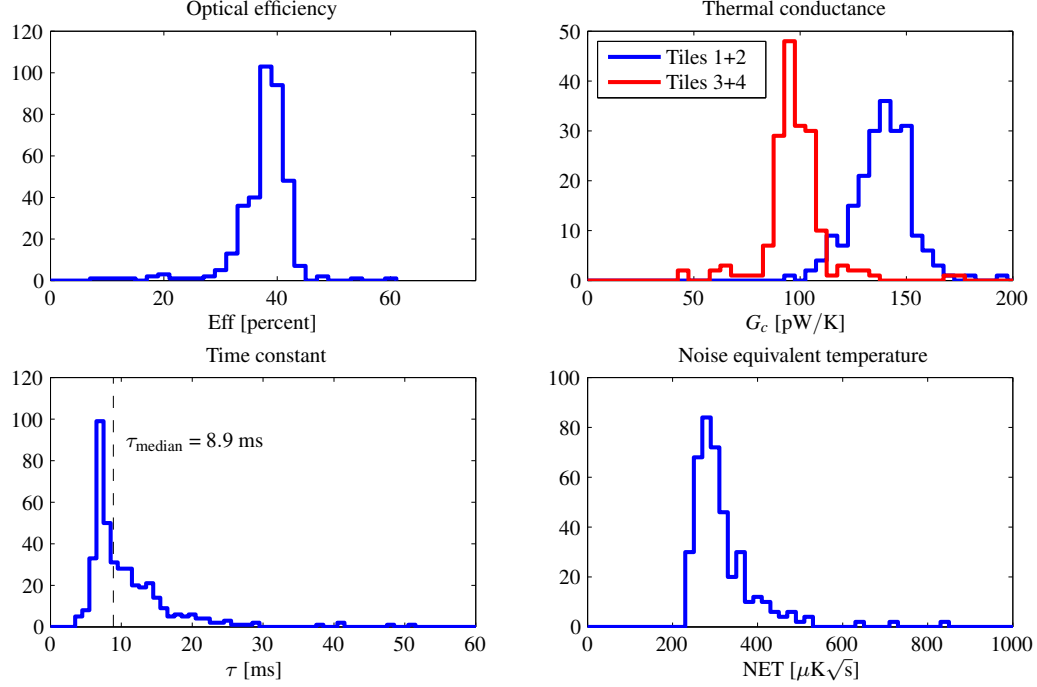 Optical efficiency
120
100
80
60
40
20
0
0 20 40 60
Eff [percent]
Thermal conductance
50
40
30
20
10
0
Tiles 1+2
Tiles 3+4
0 50 100 150 200
G_c [pW/K]
Time constant
120
100
80
60
40
20
0
τ_median = 8.9 ms
0 10 20 30 40 50 60
τ [ms]
Noise equivalent temperature
100
80
60
40
20
0
0 200 400 600 800 1000
NET [μK√s]